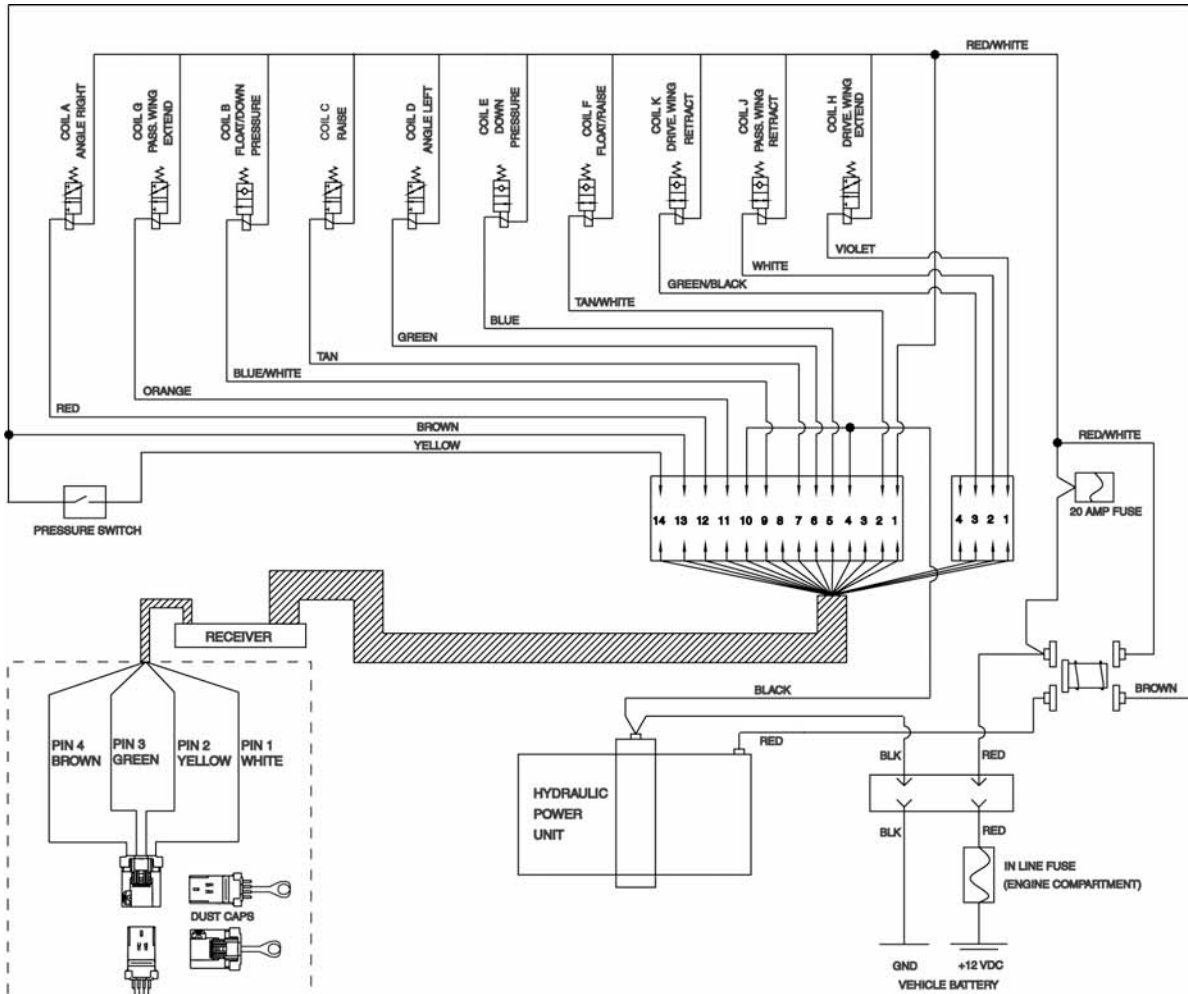 RED/WHITE
COIL A
ANGLE RIGHT
COIL G
PASS. WING
EXTEND
COIL B
FLOAT/DOWN
PRESSURE
COIL C
RAISE
COIL D
ANGLE LEFT
COIL E
DOWN
PRESSURE
COIL F
FLOAT/RAISE
COIL K
DRIVE. WING
RETRACT
COIL J
PASS. WING
RETRACT
COIL H
DRIVE. WING
EXTEND
VIOLET
WHITE
GREEN/BLACK
TAN/WHITE
BLUE
GREEN
TAN
BLUE/WHITE
ORANGE
RED
BROWN
YELLOW
RED/WHITE
PRESSURE SWITCH
14 13 12 11 10 9 8 7 6 5 4 3 2 1
4 3 2 1
20 AMP FUSE
RECEIVER
BLACK
BROWN
RED
PIN 4
BROWN
PIN 3
GREEN
PIN 2
YELLOW
PIN 1
WHITE
HYDRAULIC
POWER
UNIT
BLK
RED
BLK
RED
IN LINE FUSE
(ENGINE COMPARTMENT)
DUST CAPS
GND
+12 VDC
VEHICLE BATTERY